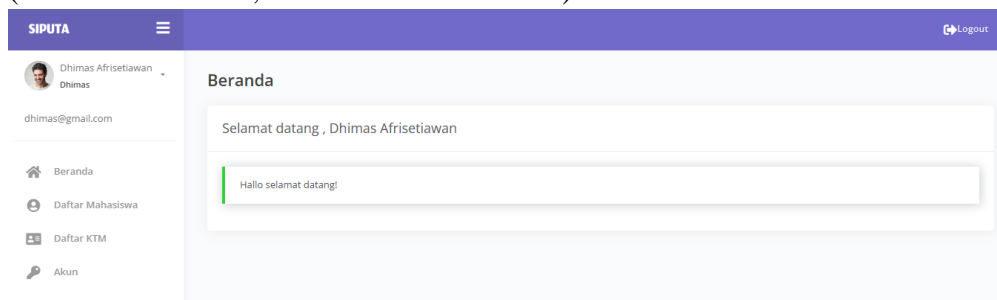 SIPUTA
Logout
Dhimas Afrisetiawan
Dhimas
dhimas@gmail.com
Beranda
Daftar Mahasiswa
Daftar KTM
Akun
Beranda
Selamat datang , Dhimas Afrisetiawan
Hallo selamat datang!